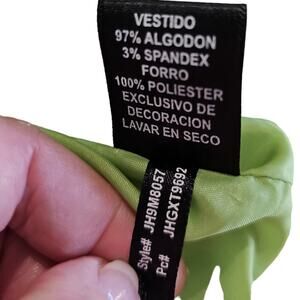 VESTIDO
97% ALGODON
3% SPANDEX
FORRO
100% POLIESTER
EXCLUSIVO DE
DECORACION
LAVAR EN SECO
Style# JH9M8057
Pc# JHGXT9692